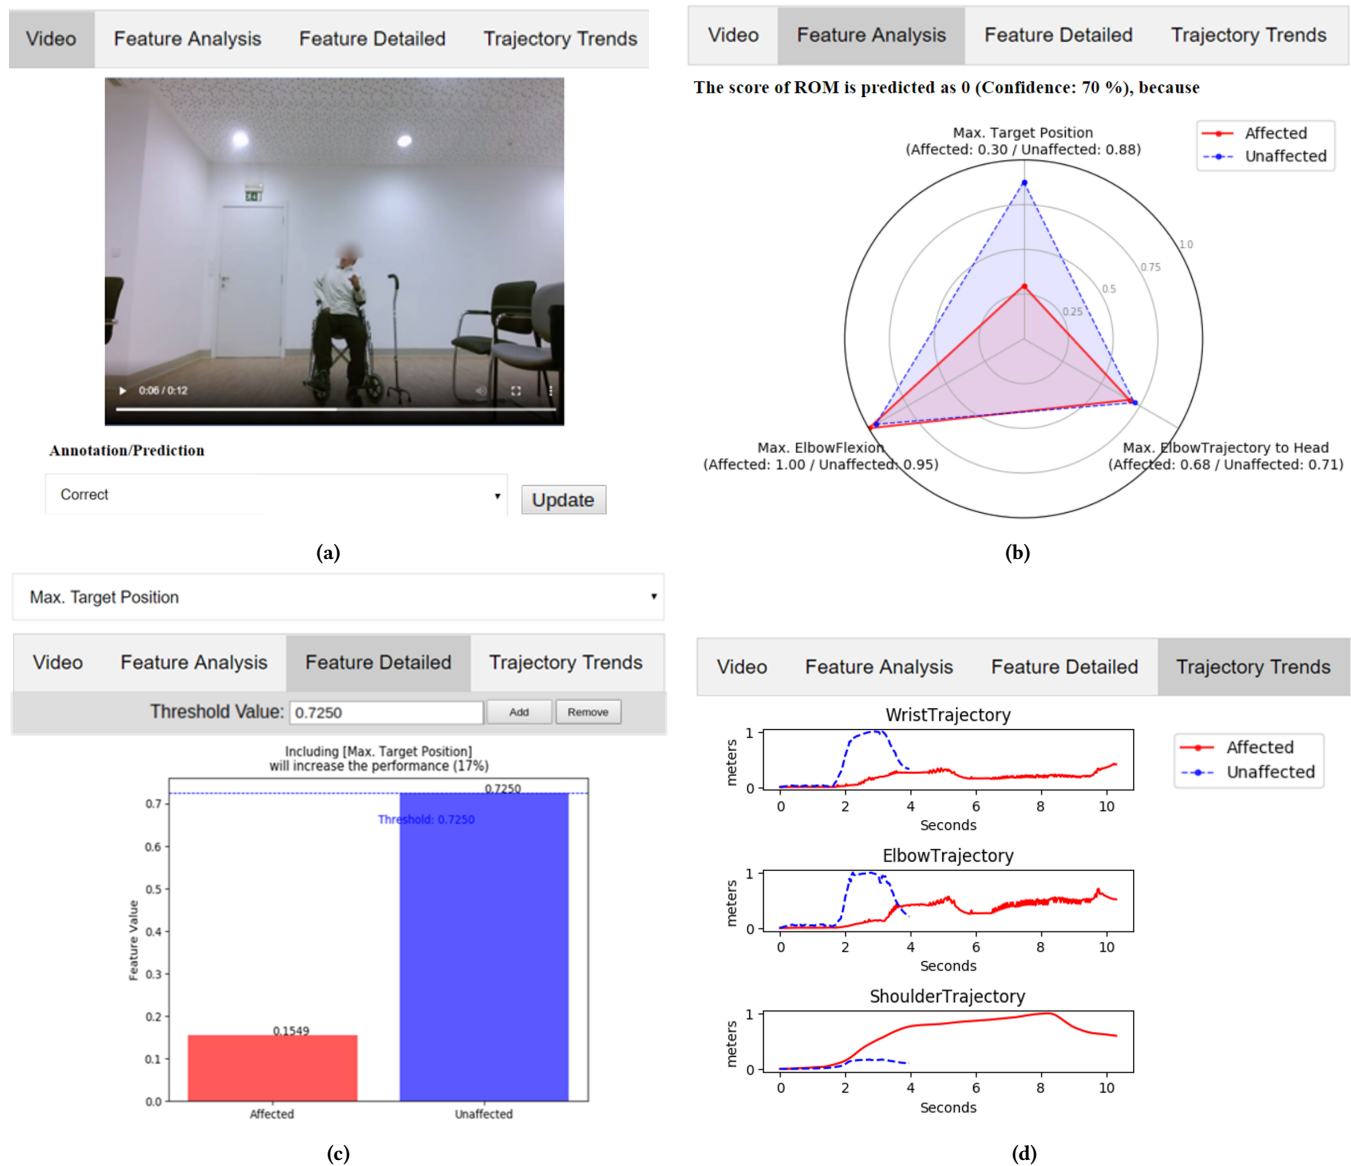 Video Feature Analysis Feature Detailed Trajectory Trends
0:06 / 0:12
Annotation/Prediction
Correct
Update
(a)
Video Feature Analysis Feature Detailed Trajectory Trends
The score of ROM is predicted as 0 (Confidence: 70 %), because
Affected
Unaffected
Max. Target Position
(Affected: 0.30 / Unaffected: 0.88)
1.0
0.75
0.5
0.25
Max. ElbowFlexion
(Affected: 1.00 / Unaffected: 0.95)
Max. ElbowTrajectory to Head
(Affected: 0.68 / Unaffected: 0.71)
(b)
Max. Target Position
Video Feature Analysis Feature Detailed Trajectory Trends
Threshold Value: 0.7250 Add Remove
Including [Max. Target Position]
will increase the performance (17%)
0.7250
Threshold: 0.7250
0.1549
Feature Value
0.7
0.6
0.5
0.4
0.3
0.2
0.1
0.0
Affected Unaffected
(c)
Video Feature Analysis Feature Detailed Trajectory Trends
Affected
Unaffected
WristTrajectory
meters
1
0
0 2 4 6 8 10
Seconds
ElbowTrajectory
meters
1
0
0 2 4 6 8 10
Seconds
ShoulderTrajectory
meters
1
0
0 2 4 6 8 10
Seconds
(d)